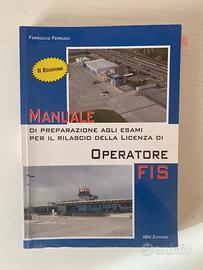 Ferruccio Ferrucci
II Edizione
Manuale
di preparazione agli esami
per il rilascio della Licenza di
Operatore
FIS
IBN Editore
Subito